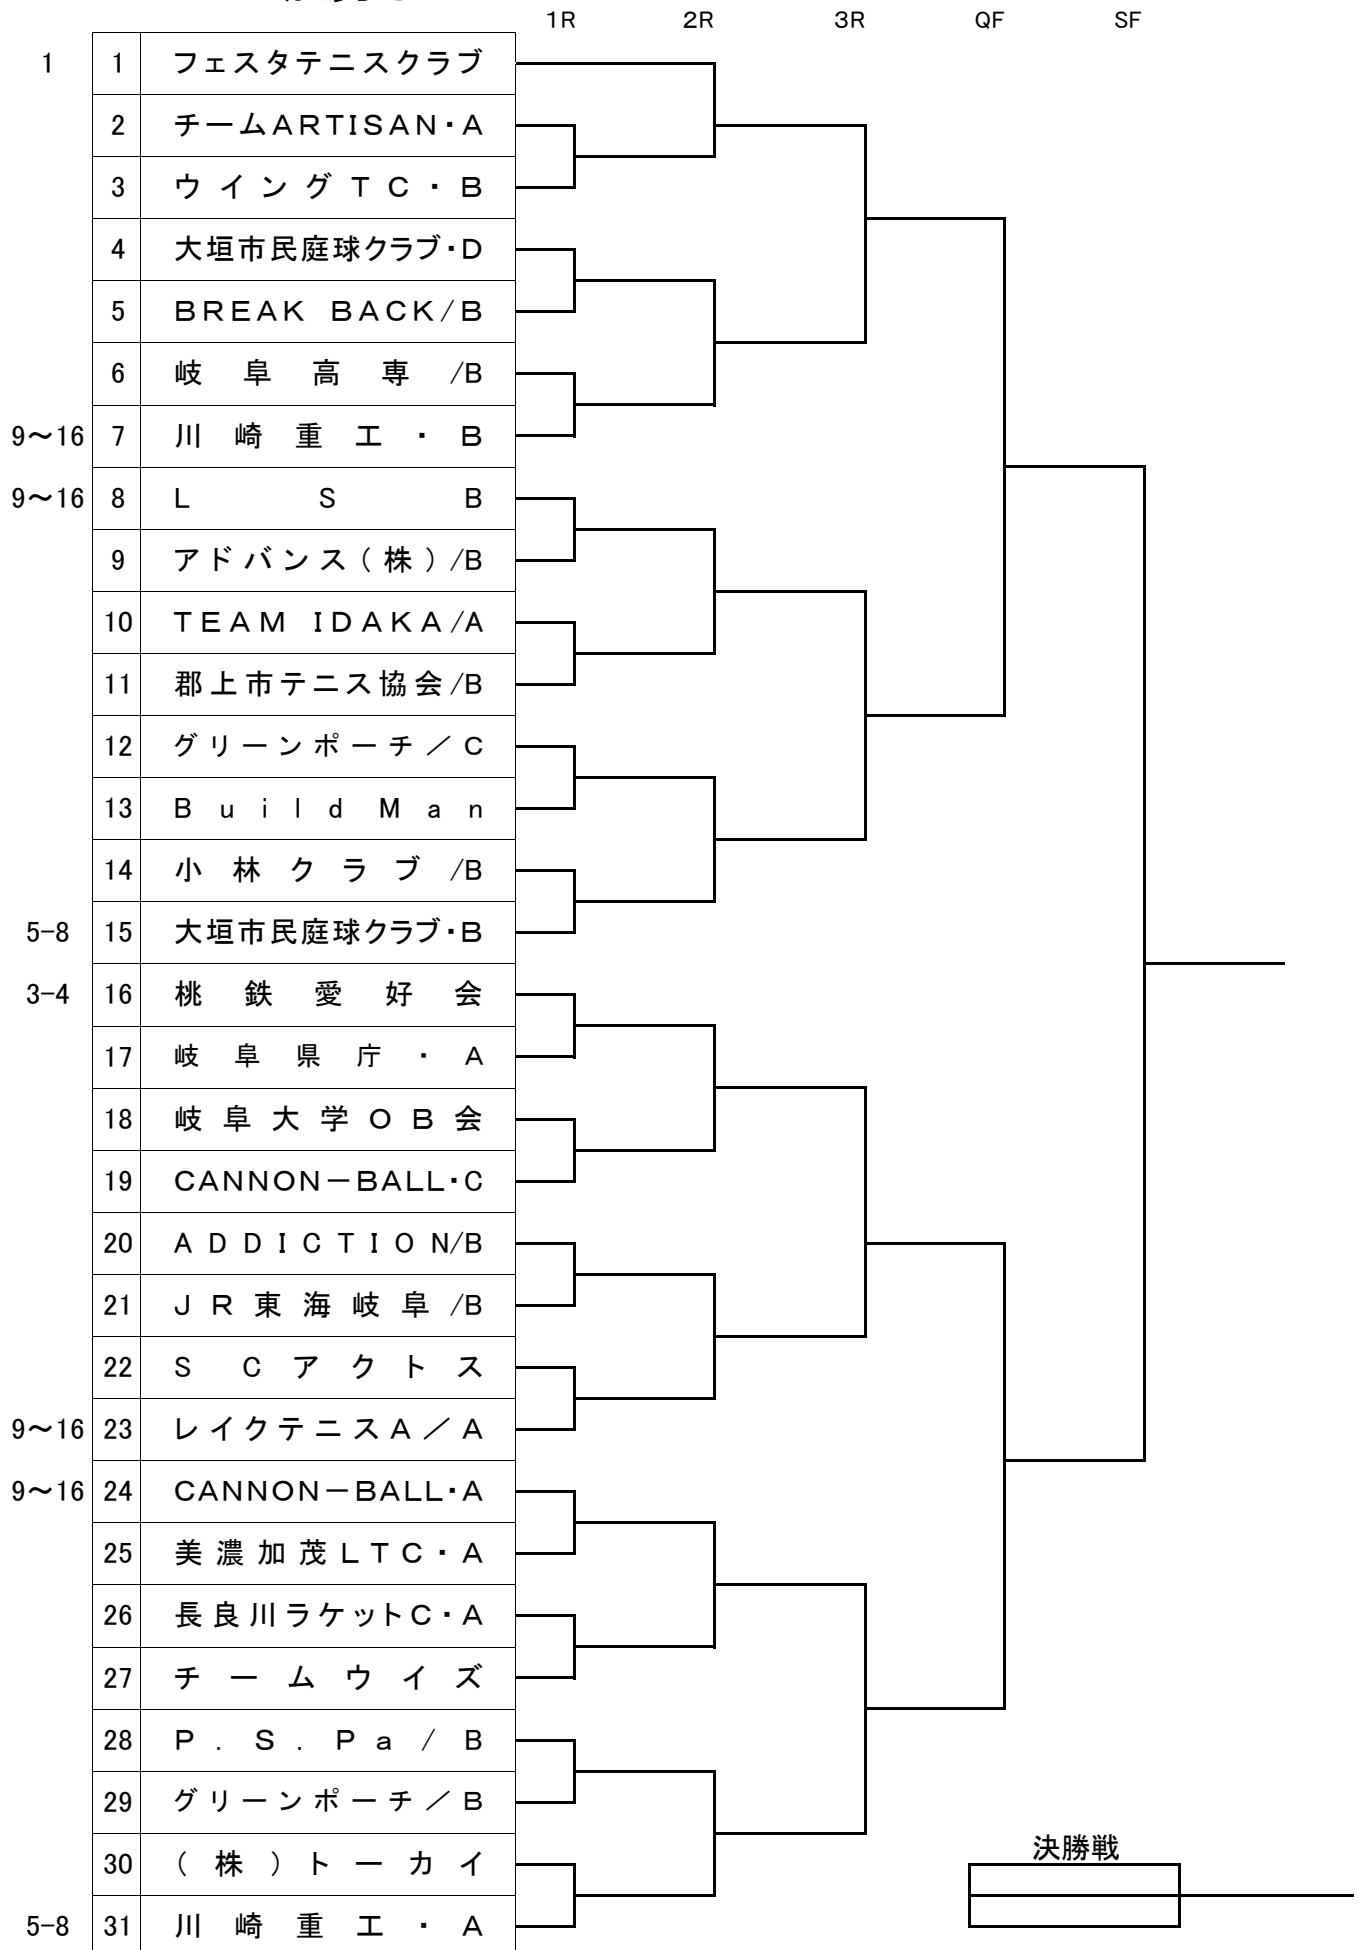 1R 2R 3R QF SF
1 1 フェスタテニスクラブ
2 チームARTISAN・A
3 ウイングTC・B
4 大垣市民庭球クラブ・D
5 BREAK BACK/B
6 岐阜高専/B
9～16 7 川崎重工・B
9～16 8 LSB
9 アドバンス(株)/B
10 TEAM IDAKA/A
11 郡上市テニス協会/B
12 グリーンポーチ／C
13 BuildMan
14 小林クラブ/B
5-8 15 大垣市民庭球クラブ・B
3-4 16 桃鉄愛好会
17 岐阜県庁・A
18 岐阜大学OB会
19 CANNON－BALL・C
20 ADDICTION/B
21 JR東海岐阜/B
22 SCアクトス
9～16 23 レイクテニスA／A
9～16 24 CANNON－BALL・A
25 美濃加茂LTC・A
26 長良川ラケットC・A
27 チームウイズ
28 P.S.Pa/B
29 グリーンポーチ／B
30 (株)トーカイ
5-8 31 川崎重工・A
決勝戦